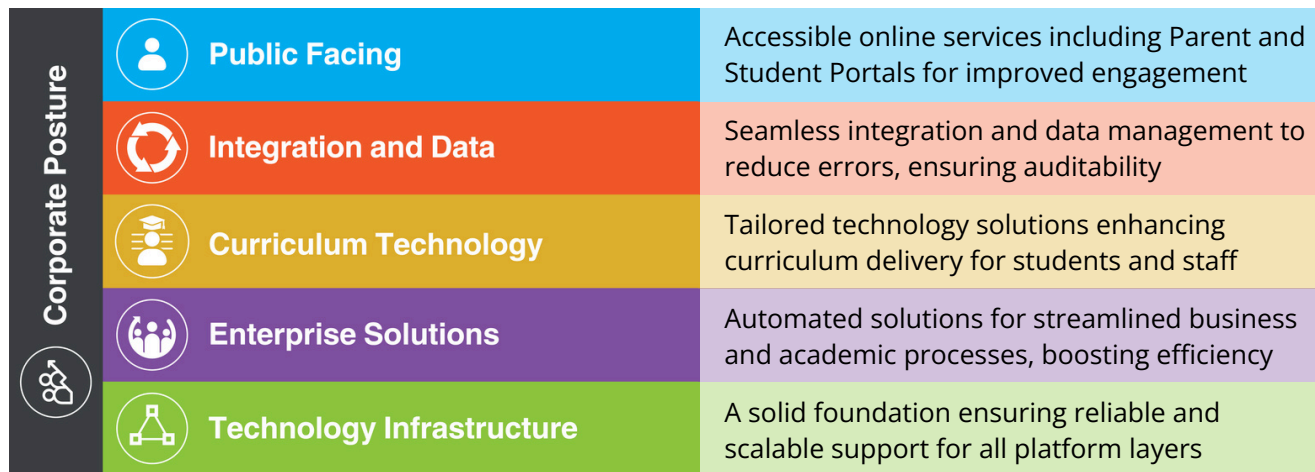 Corporate Posture
Public Facing
Accessible online services including Parent and
Student Portals for improved engagement
Integration and Data
Seamless integration and data management to
reduce errors, ensuring auditability
Curriculum Technology
Tailored technology solutions enhancing
curriculum delivery for students and staff
Enterprise Solutions
Automated solutions for streamlined business
and academic processes, boosting efficiency
Technology Infrastructure
A solid foundation ensuring reliable and
scalable support for all platform layers